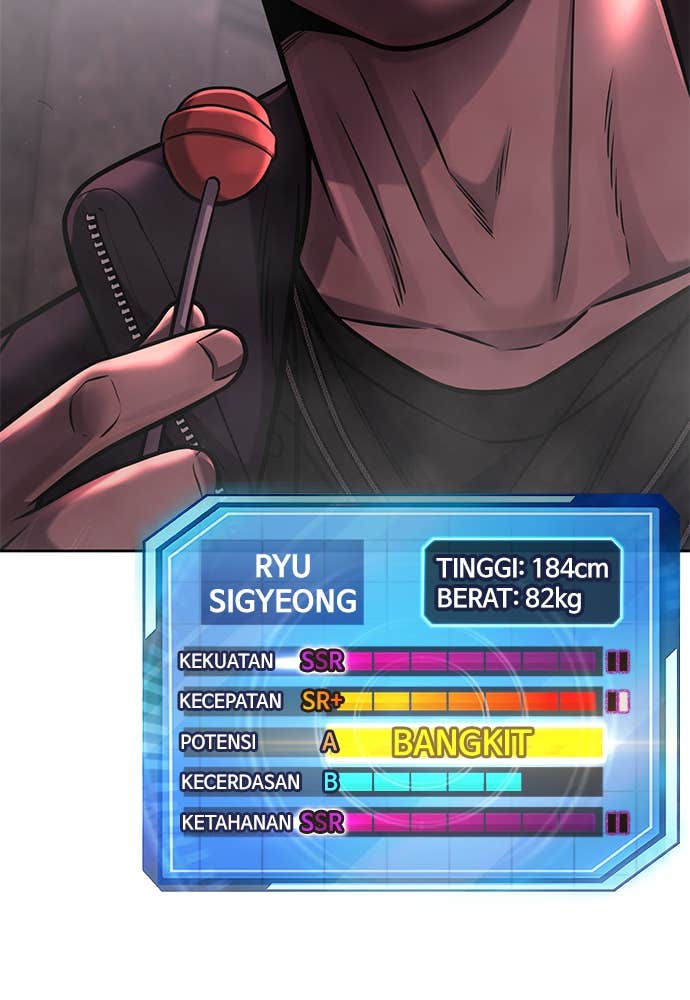 RYU
SIGYEONG
TINGGI: 184cm
BERAT: 82kg
KEKUATAN SSR
KECEPATAN SR+
POTENSI A BANGKIT
KECERDASAN B
KETAHANAN SSR